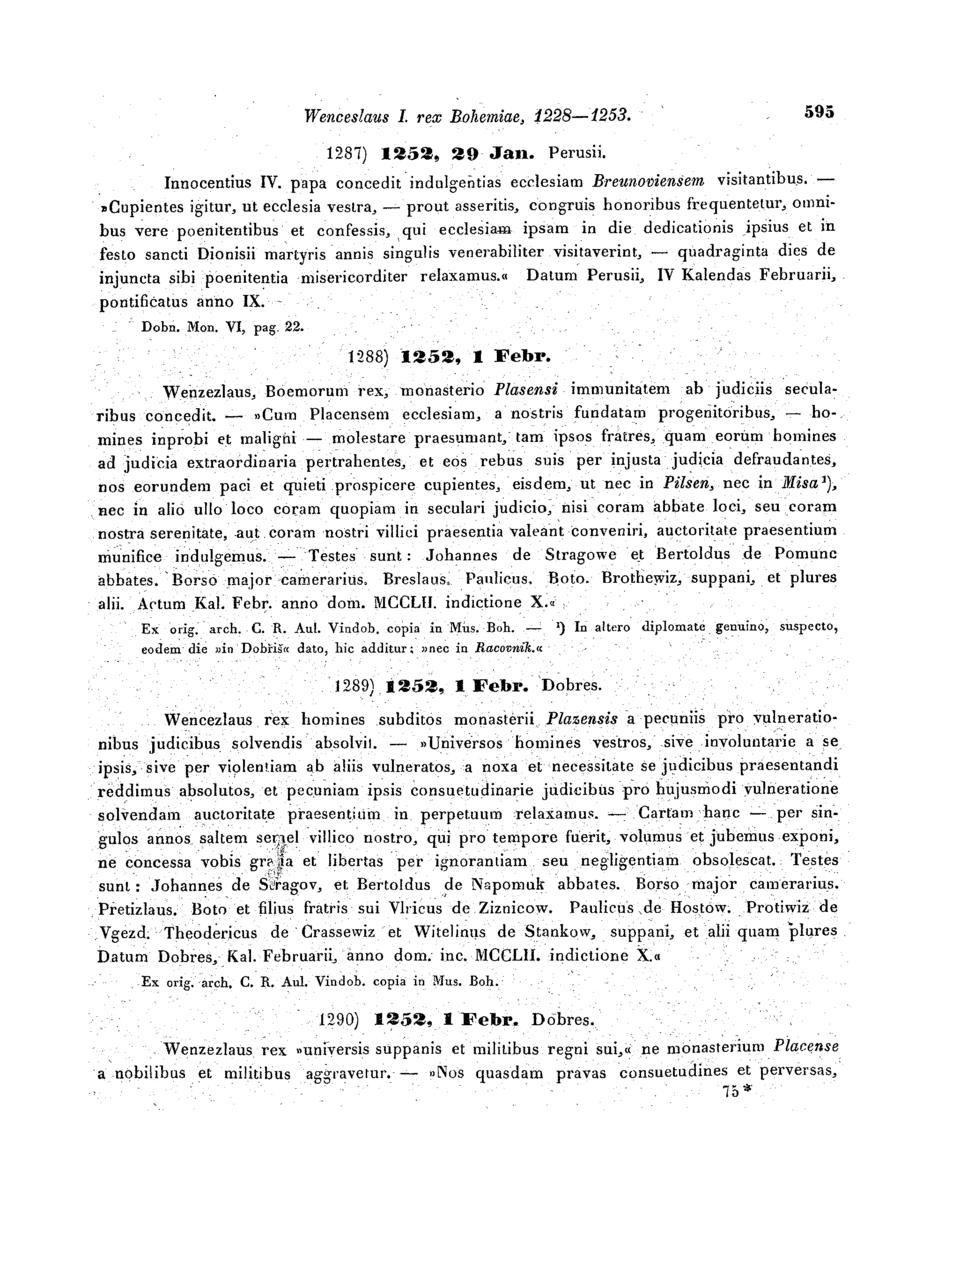 Wenceslaus I. rex Bohemiae, 1228—1253. 595
1287) 1252, 29 Jan. Perusii.
Innocentius IV. papa concedit indulgentias ecclesiam Breunoviensem visitantibus. —
»Cupientes igitur, ut ecclesia vestra, — prout asseritis, congruis honoribus frequentetur, omni-
bus vere poenitentibus et confessis, qui ecclesiam ipsam in die dedicationis ipsius et in
festo sancti Dionisii martyris annis singulis venerabiliter visitaverint, — quadraginta dies de
injuncta sibi poenitentia misericorditer relaxamus.« Datum Perusii, IV Kalendas Februarii,
pontificatus anno IX.
Dobn. Mon. VI, pag. 22.
1288) 1252, 1 Febr.
Wenzezlaus, Boemorum rex, monasterio Plasensi immunitatem ab judiciis secula-
ribus concedit. — »Cum Placensem ecclesiam, a nostris fundatam progenitoribus, — ho-
mines inprobi et maligni — molestare praesumant, tam ipsos fratres, quam eorum homines
ad judicia extraordinaria pertrahentes, et eos rebus suis per injusta judicia defraudantes,
nos eorundem paci et quieti prospicere cupientes, eisdem, ut nec in Pilsen, nec in Misa¹),
nec in alio ullo loco coram quopiam in seculari judicio, nisi coram abbate loci, seu coram
nostra serenitate, aut coram nostri villici praesentia valeant conveniri, auctoritate praesentium
munifice indulgemus. — Testes sunt: Johannes de Stragowe et Bertoldus de Pomunc
abbates. Borso major camerarius. Breslaus. Paulicus. Boto. Brothewiz, suppani, et plures
alii. Actum Kal. Febr. anno dom. MCCLII. indictione X.«
Ex orig. arch. C. R. Aul. Vindob. copia in Mus. Boh. — ¹) In altero diplomate genuino, suspecto,
eodem die »in Dobřiš« dato, hic additur: »nec in Racovnik.«
1289) 1252, 1 Febr. Dobres.
Wencezlaus rex homines subditos monasterii Plazensis a pecuniis pro vulneratio-
nibus judicibus solvendis absolvit. — »Universos homines vestros, sive involuntarie a se
ipsis, sive per violentiam ab aliis vulneratos, a noxa et necessitate se judicibus praesentandi
reddimus absolutos, et pecuniam ipsis consuetudinarie judicibus pro hujusmodi vulneratione
solvendam auctoritate praesentium in perpetuum relaxamus. — Cartam hanc — per sin-
gulos annos saltem semel villico nostro, qui pro tempore fuerit, volumus et jubemus exponi,
ne concessa vobis gratia et libertas per ignorantiam seu negligentiam obsolescat. Testes
sunt: Johannes de Stragov, et Bertoldus de Napomuk abbates. Borso major camerarius.
Pretizlaus. Boto et filius fratris sui Vlricus de Ziznicow. Paulicus de Hostow. Protiwiz de
Vgezd. Theodericus de Crassewiz et Witelinus de Stankow, suppani, et alii quam plures
Datum Dobres, Kal. Februarii, anno dom. inc. MCCLII. indictione X.«
Ex orig. arch. C. R. Aul. Vindob. copia in Mus. Boh.
1290) 1252, 1 Febr. Dobres.
Wenzezlaus rex »universis suppanis et militibus regni sui,« ne monasterium Placense
a nobilibus et militibus aggravetur. — »Nos quasdam pravas consuetudines et perversas,
75*